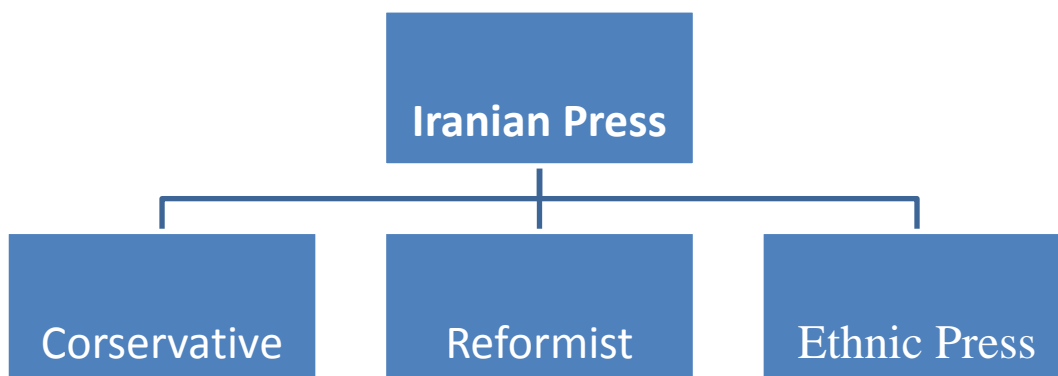 Iranian Press
Corservative
Reformist
Ethnic Press